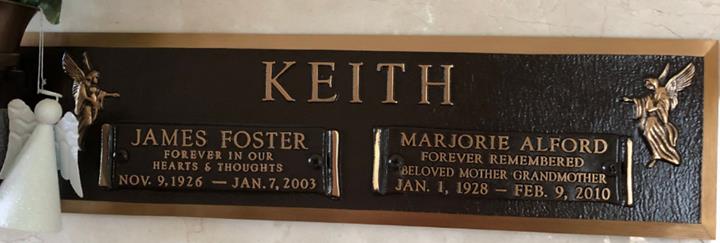 KEITH
JAMES FOSTER
FOREVER IN OUR
HEARTS & THOUGHTS
NOV. 9, 1926 — JAN. 7, 2003
MARJORIE ALFORD
FOREVER REMEMBERED
BELOVED MOTHER GRANDMOTHER
JAN. 1, 1928 — FEB. 9, 2010